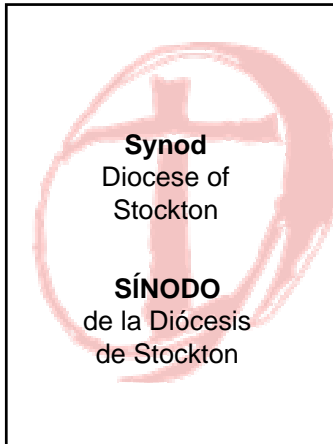 Synod
Diocese of
Stockton
SÍNODO
de la Diócesis
de Stockton